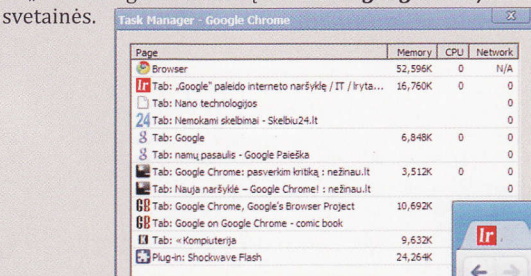 svetainės.
Task Manager - Google Chrome
Page Memory CPU Network
Browser 52,596K 0 N/A
Tab: „Google" paleido interneto naršyklę / IT / lryta... 16,760K 0 0
Tab: Nano technologijos 0
24 Tab: Nemokami skelbimai - Skelbiu24.lt 0
Tab: Google 6,848K 0 0
Tab: namų pasaulis - Google Paieška 0
Tab: Google Chrome: pasverkim kritiką : nežinau.lt 3,512K 0 0
Tab: Nauja naršyklė – Google Chrome! : nežinau.lt 0
Tab: Google Chrome, Google's Browser Project 10,692K
Tab: Google on Google Chrome - comic book
Tab: «Kompiuterija 9,632K
Plug-in: Shockwave Flash 24,264K
lr